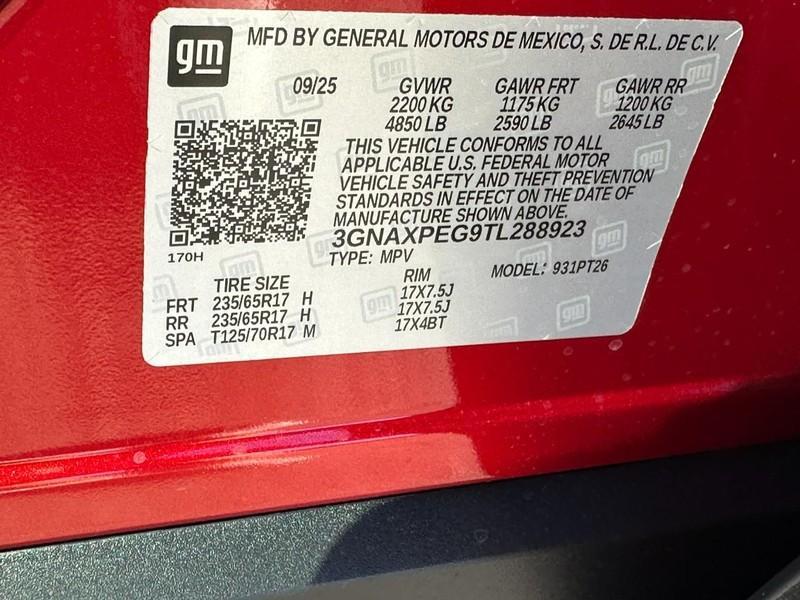 gm MFD BY GENERAL MOTORS DE MEXICO, S. DE R.L. DE C.V.
09/25 GVWR GAWR FRT GAWR RR
2200 KG 1175 KG 1200 KG
4850 LB 2590 LB 2645 LB
THIS VEHICLE CONFORMS TO ALL
APPLICABLE U.S. FEDERAL MOTOR
VEHICLE SAFETY AND THEFT PREVENTION
STANDARDS IN EFFECT ON THE DATE OF
MANUFACTURE SHOWN ABOVE.
3GNAXPEG9TL288923
170H TYPE: MPV MODEL: 931PT26
TIRE SIZE RIM
FRT 235/65R17 H 17X7.5J
RR 235/65R17 H 17X7.5J
SPA T125/70R17 M 17X4BT